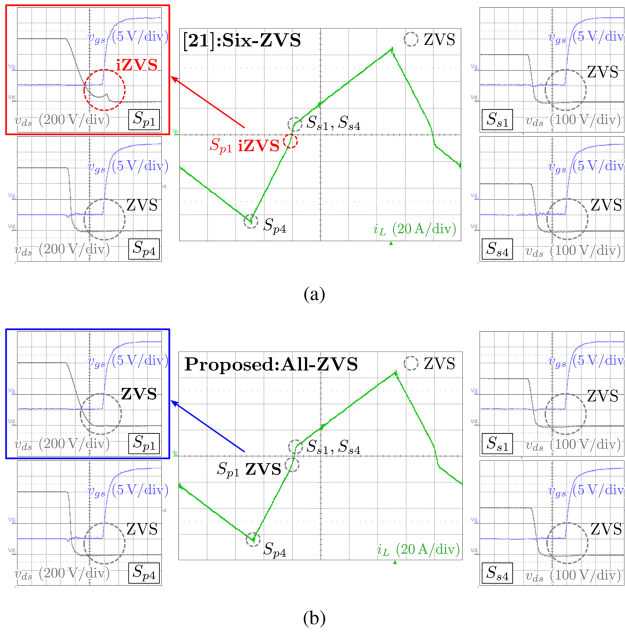 v_gs (5 V/div)
iZVS
v_ds (200 V/div)
S_p1
[21]:Six-ZVS
ZVS
S_s1, S_s4
S_p1 iZVS
S_p4
i_L (20 A/div)
v_gs (5 V/div)
ZVS
v_ds (100 V/div)
S_s1
v_gs (5 V/div)
ZVS
v_ds (200 V/div)
S_p4
v_gs (5 V/div)
ZVS
v_ds (100 V/div)
S_s4
(a)
v_gs (5 V/div)
ZVS
v_ds (200 V/div)
S_p1
Proposed:All-ZVS
ZVS
S_s1, S_s4
S_p1 ZVS
S_p4
i_L (20 A/div)
v_gs (5 V/div)
ZVS
v_ds (100 V/div)
S_s1
v_gs (5 V/div)
ZVS
v_ds (200 V/div)
S_p4
v_gs (5 V/div)
ZVS
v_ds (100 V/div)
S_s4
(b)